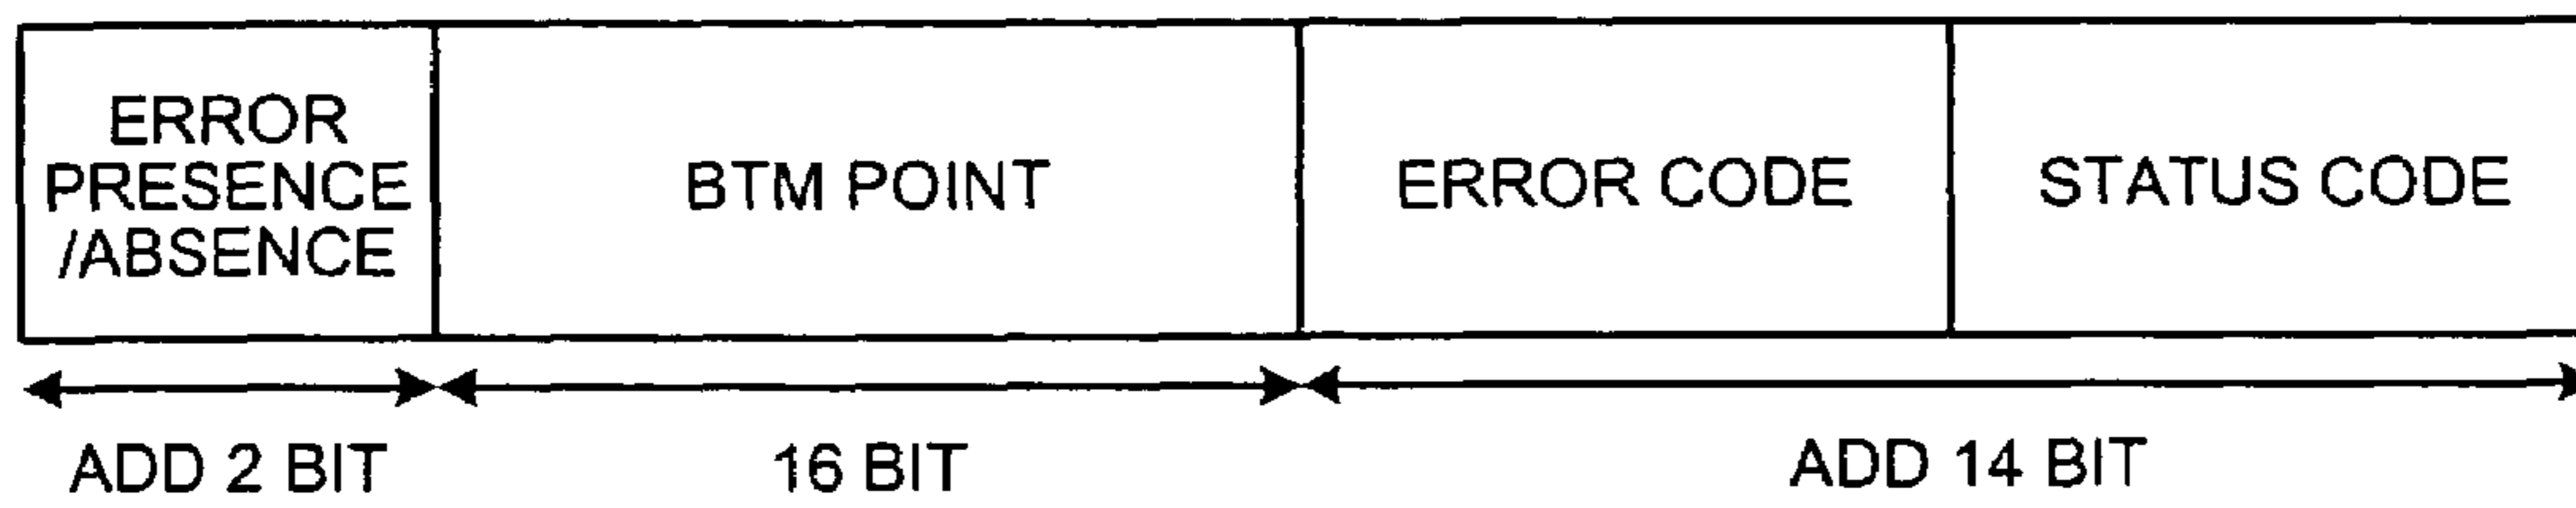 ERROR
PRESENCE
/ABSENCE
BTM POINT
ERROR CODE
STATUS CODE
ADD 2 BIT
16 BIT
ADD 14 BIT